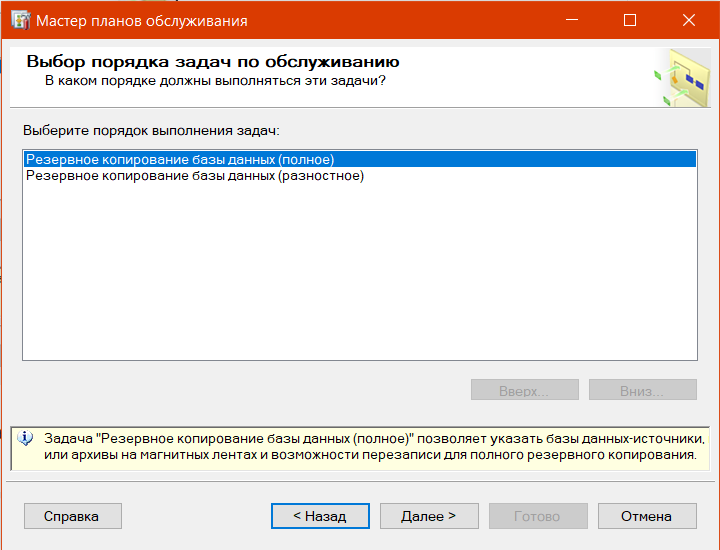 Мастер планов обслуживания
Выбор порядка задач по обслуживанию
В каком порядке должны выполняться эти задачи?
Выберите порядок выполнения задач:
Резервное копирование базы данных (полное)
Резервное копирование базы данных (разностное)
Вверх...
Вниз...
Задача "Резервное копирование базы данных (полное)" позволяет указать базы данных-источники,
или архивы на магнитных лентах и возможности перезаписи для полного резервного копирования.
Справка
< Назад
Далее >
Готово
Отмена